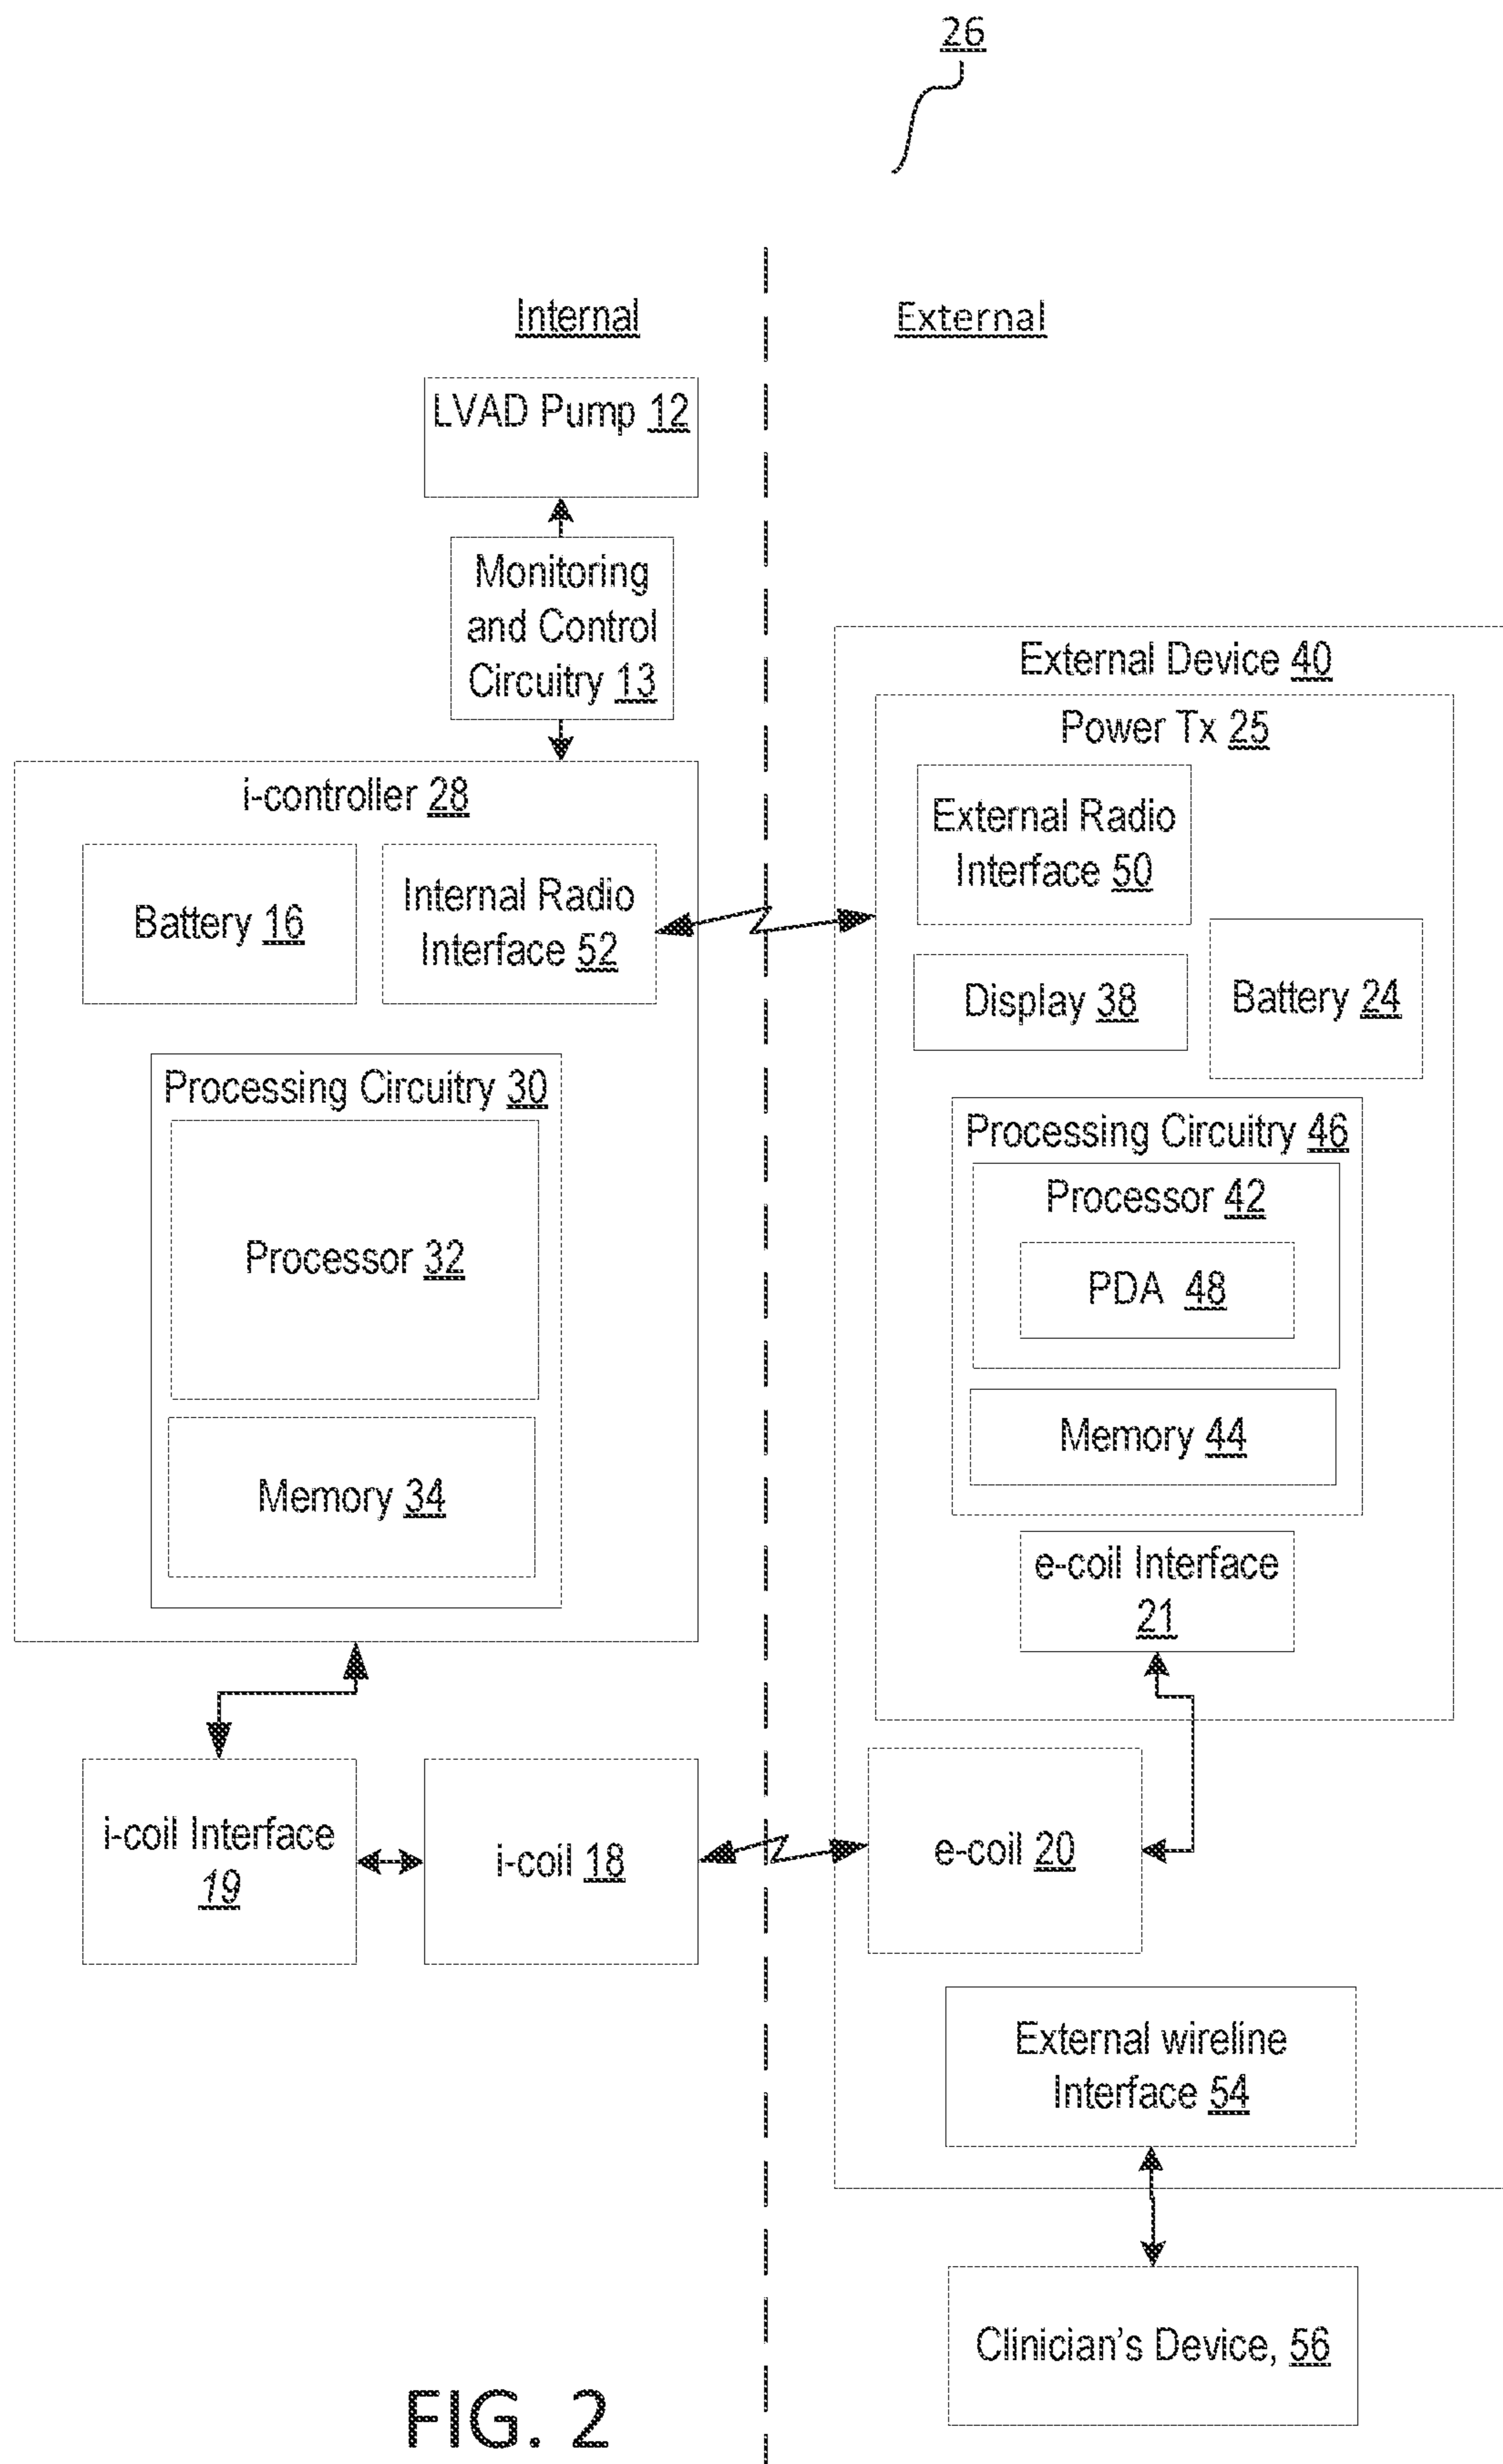 26
Internal
External
LVAD Pump 12
Monitoring
and Control
Circuitry 13
i-controller 28
Battery 16
Internal Radio
Interface 52
Processing Circuitry 30
Processor 32
Memory 34
i-coil Interface
19
i-coil 18
External Device 40
Power Tx 25
External Radio
Interface 50
Display 38
Battery 24
Processing Circuitry 46
Processor 42
PDA 48
Memory 44
e-coil Interface
21
e-coil 20
External wireline
Interface 54
Clinician's Device, 56
FIG. 2